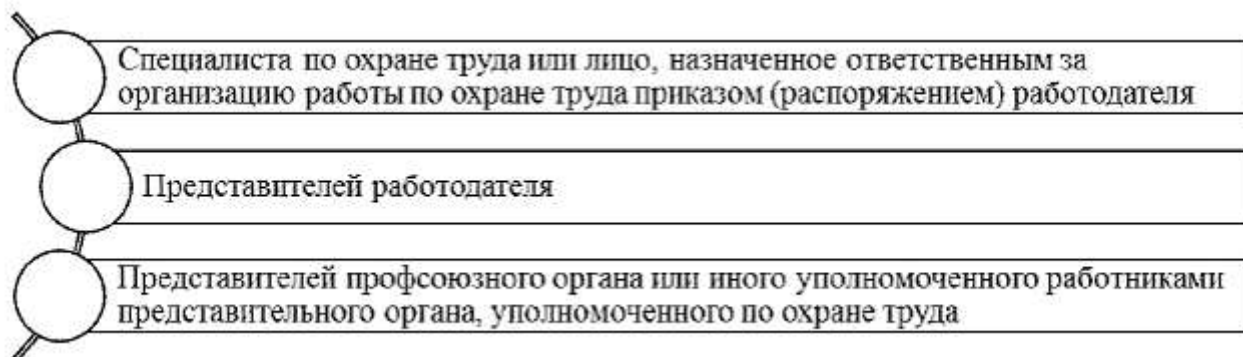 Специалиста по охране труда или лицо, назначенное ответственным за
организацию работы по охране труда приказом (распоряжением) работодателя
Представителей работодателя
Представителей профсоюзного органа или иного уполномоченного работниками
представительного органа, уполномоченного по охране труда